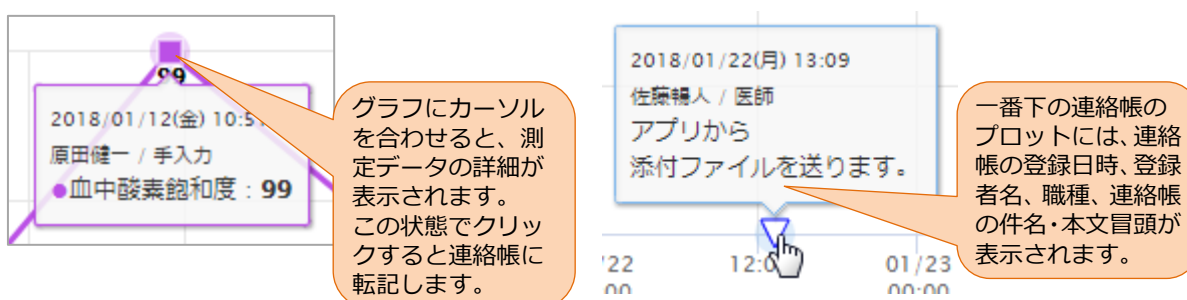 99
2018/01/12(金) 10:5
原田健一 / 手入力
●血中酸素飽和度：99
グラフにカーソル
を合わせると、測
定データの詳細が
表示されます。
この状態でクリッ
クすると連絡帳に
転記します。
2018/01/22(月) 13:09
佐藤暢人 / 医師
アプリから
添付ファイルを送ります。
一番下の連絡帳の
プロットには、連絡
帳の登録日時、登録
者名、職種、連絡帳
の件名・本文冒頭が
表示されます。
'22 12:0 01/23
00:00